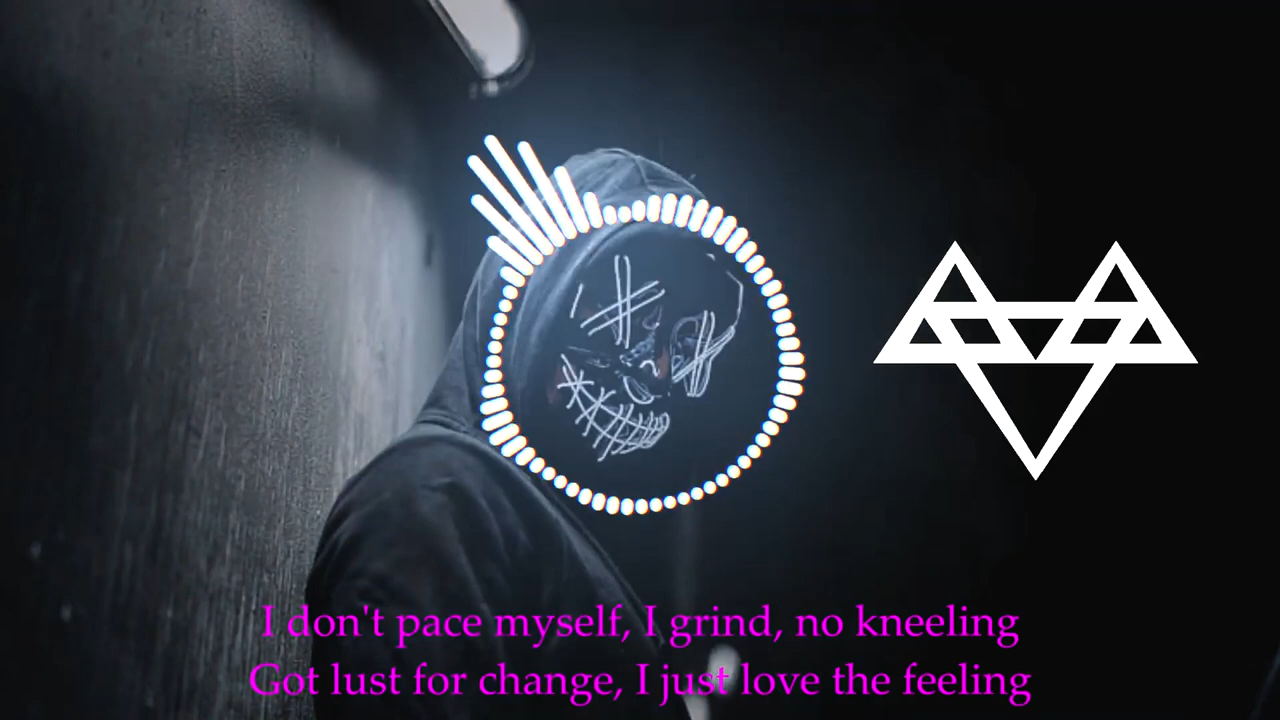 I don't pace myself, I grind, no kneeling
Got lust for change, I just love the feeling